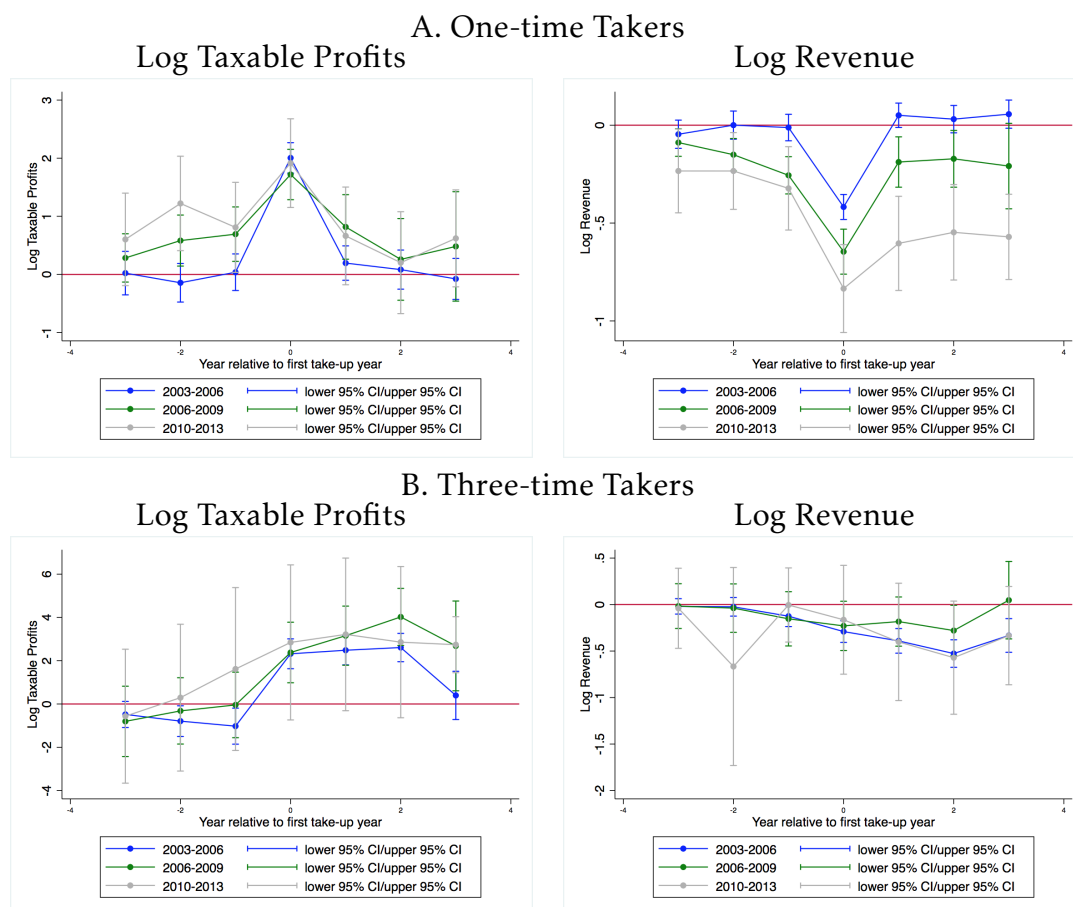 A. One-time Takers
Log Taxable Profits
Log Revenue
3
2
1
0
-1
Log Taxable Profits
-4
-2
0
2
4
Year relative to first take-up year
2003-2006
lower 95% CI/upper 95% CI
2006-2009
lower 95% CI/upper 95% CI
2010-2013
lower 95% CI/upper 95% CI
0
-.5
-1
Log Revenue
-4
-2
0
2
4
Year relative to first take-up year
2003-2006
lower 95% CI/upper 95% CI
2006-2009
lower 95% CI/upper 95% CI
2010-2013
lower 95% CI/upper 95% CI
B. Three-time Takers
Log Taxable Profits
Log Revenue
6
4
2
0
-2
-4
Log Taxable Profits
-4
-2
0
2
4
Year relative to first take-up year
2003-2006
lower 95% CI/upper 95% CI
2006-2009
lower 95% CI/upper 95% CI
2010-2013
lower 95% CI/upper 95% CI
.5
0
-.5
-1
-1.5
-2
Log Revenue
-4
-2
0
2
4
Year relative to first take-up year
2003-2006
lower 95% CI/upper 95% CI
2006-2009
lower 95% CI/upper 95% CI
2010-2013
lower 95% CI/upper 95% CI